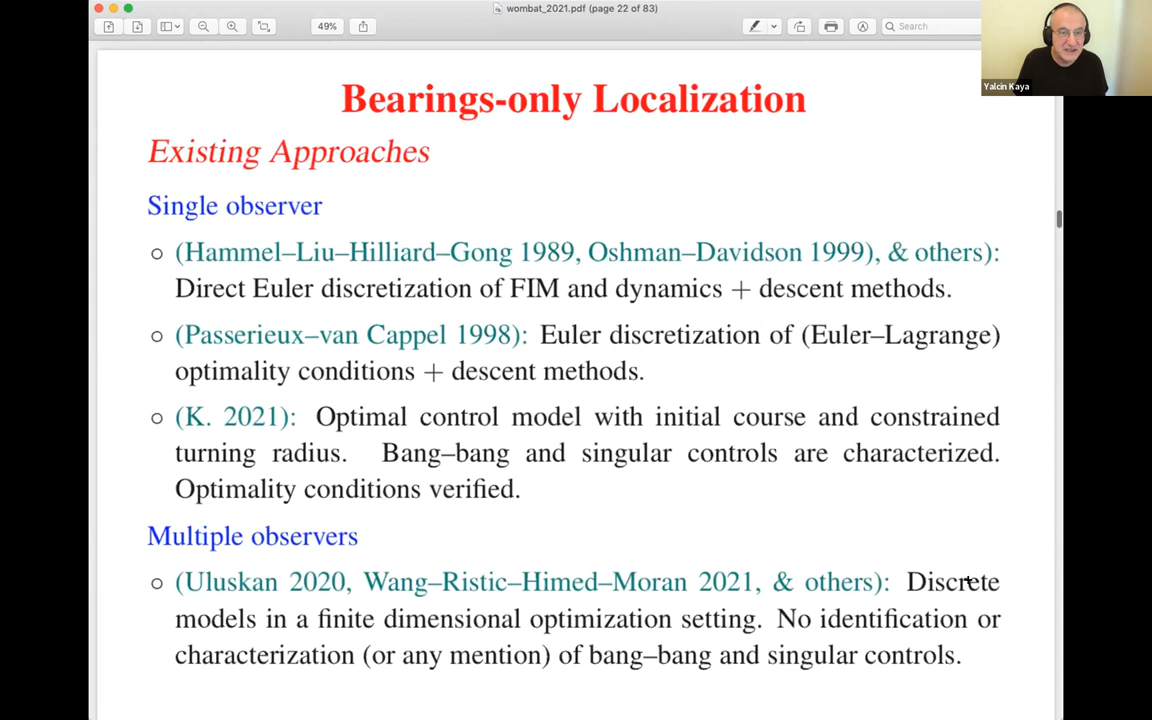 wombat_2021.pdf (page 22 of 83)
49%
Search
Yalcin Kaya
Bearings-only Localization
Existing Approaches
Single observer
○ (Hammel–Liu–Hilliard–Gong 1989, Oshman–Davidson 1999), & others):
Direct Euler discretization of FIM and dynamics + descent methods.
○ (Passerieux–van Cappel 1998): Euler discretization of (Euler–Lagrange)
optimality conditions + descent methods.
○ (K. 2021): Optimal control model with initial course and constrained
turning radius. Bang–bang and singular controls are characterized.
Optimality conditions verified.
Multiple observers
○ (Uluskan 2020, Wang–Ristic–Himed–Moran 2021, & others): Discrete
models in a finite dimensional optimization setting. No identification or
characterization (or any mention) of bang–bang and singular controls.